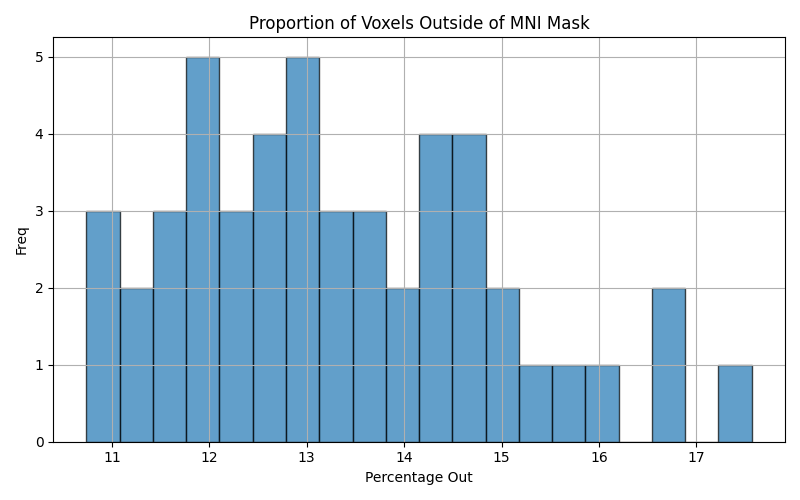 Proportion of Voxels Outside of MNI Mask
Freq
5
4
3
2
1
0
11 12 13 14 15 16 17
Percentage Out